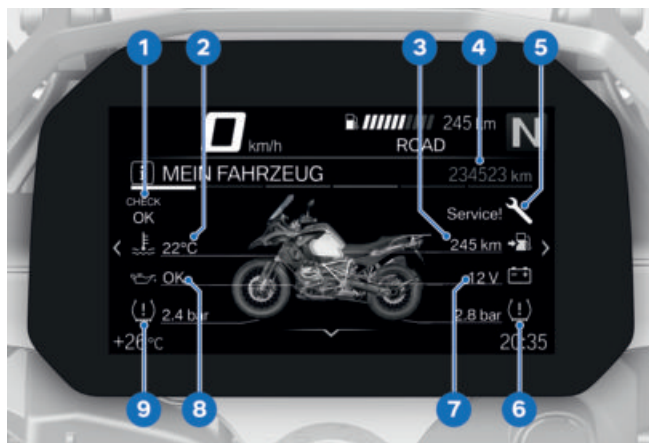 1 2 3 4 5
0 km/h 245 km N
ROAD
i MEIN FAHRZEUG 234523 km
CHECK
OK Service!
22°C 245 km
OK 12 V
2.4 bar 2.8 bar
+26°C 20:35
9 8 7 6